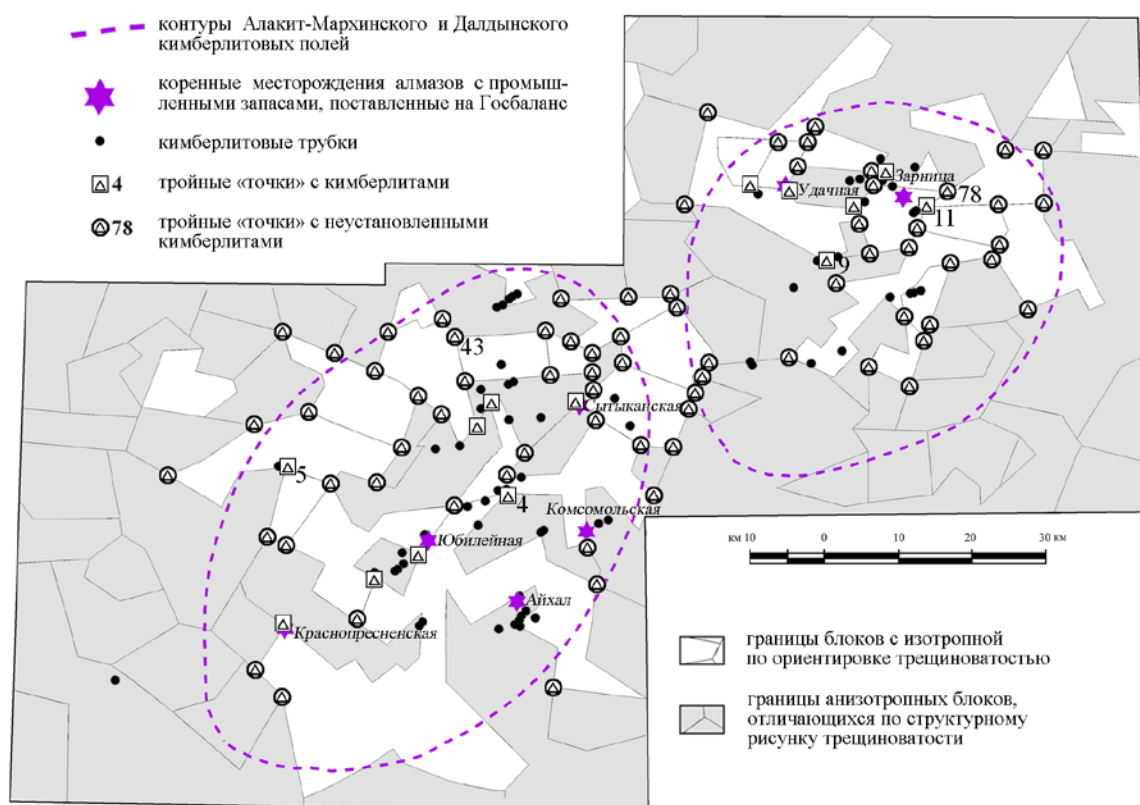 контуры Алакит-Мархинского и Далдынского
кимберлитовых полей
коренные месторождения алмазов с промыш-
ленными запасами, поставленные на Госбаланс
кимберлитовые трубки
4 тройные «точки» с кимберлитами
78 тройные «точки» с неустановленными
кимберлитами
Зарница
Удачная
78
11
9
43
Сытыканская
5
4
Комсомольская
Юбилейная
Айхал
Краснопресненская
км 10 0 10 20 30 км
границы блоков с изотропной
по ориентировке трещиноватостью
границы анизотропных блоков,
отличающихся по структурному
рисунку трещиноватости